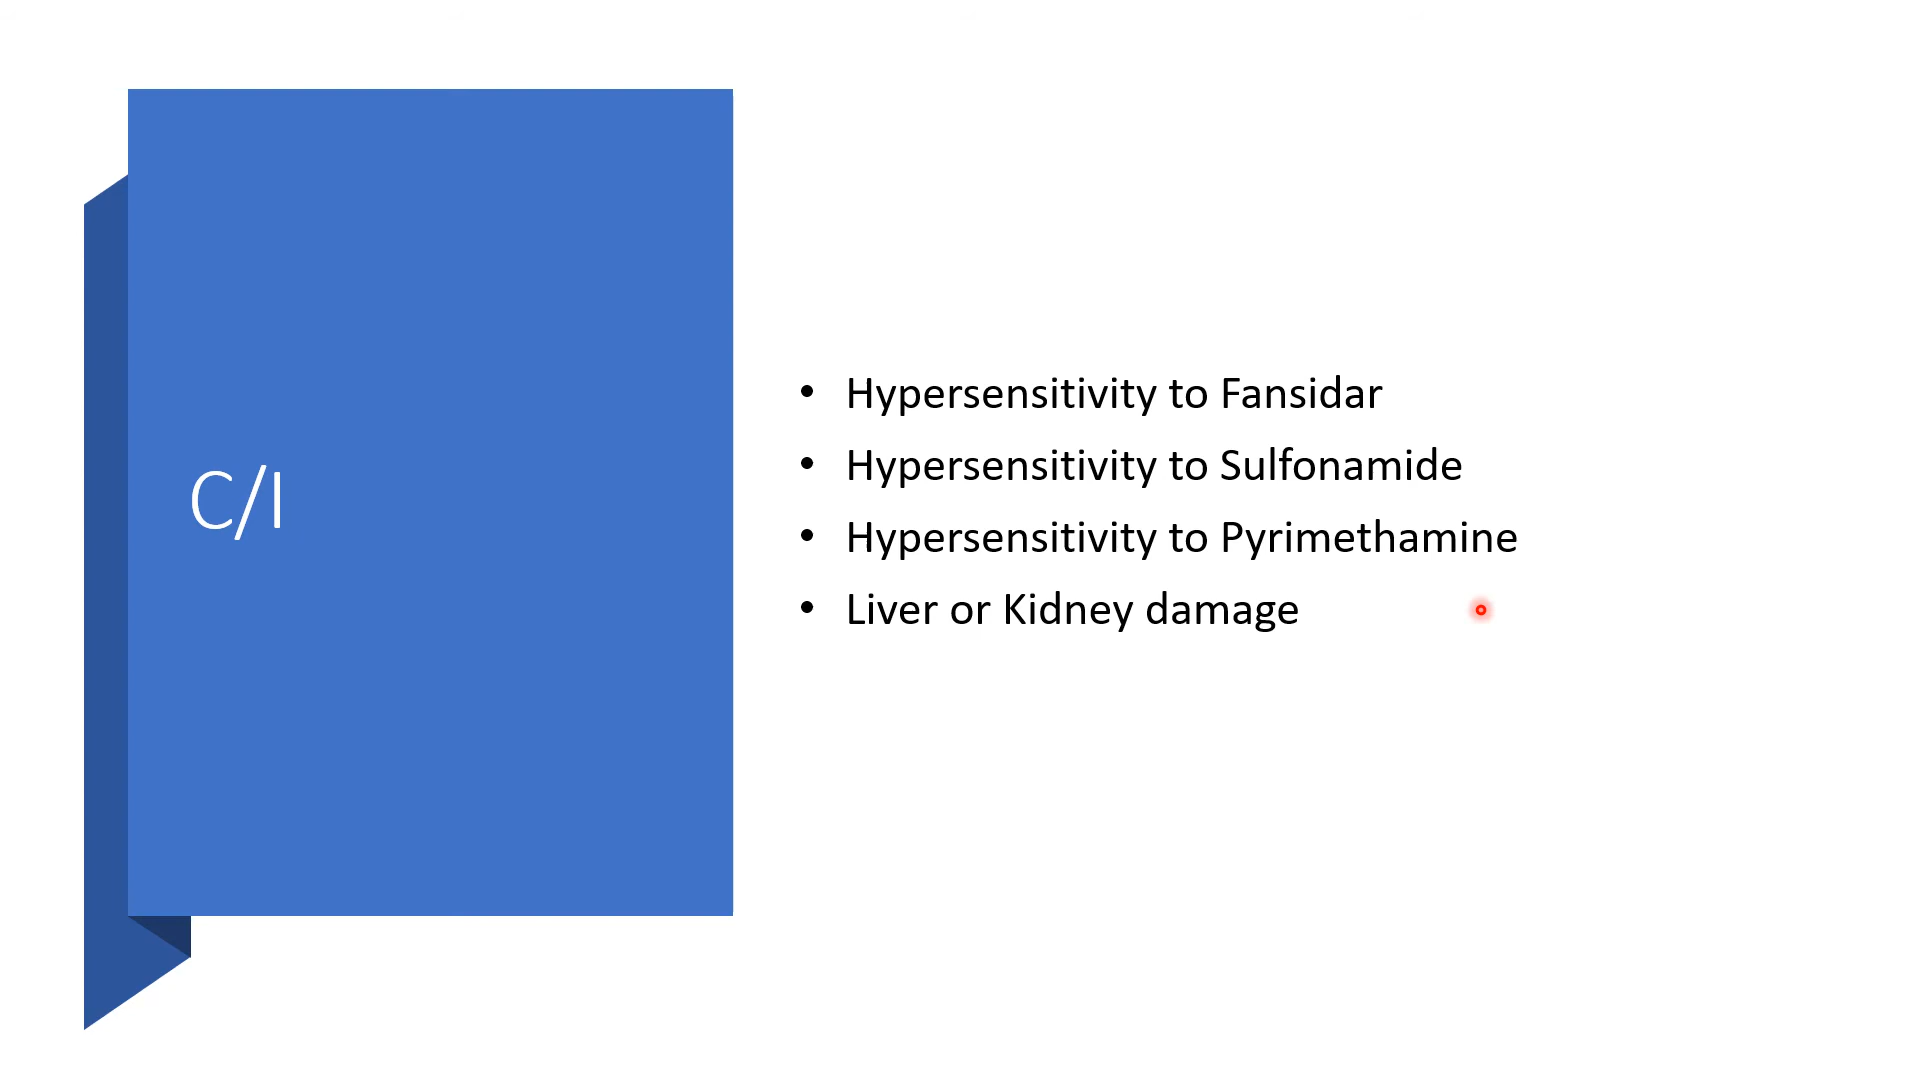 C/I
• Hypersensitivity to Fansidar
• Hypersensitivity to Sulfonamide
• Hypersensitivity to Pyrimethamine
• Liver or Kidney damage